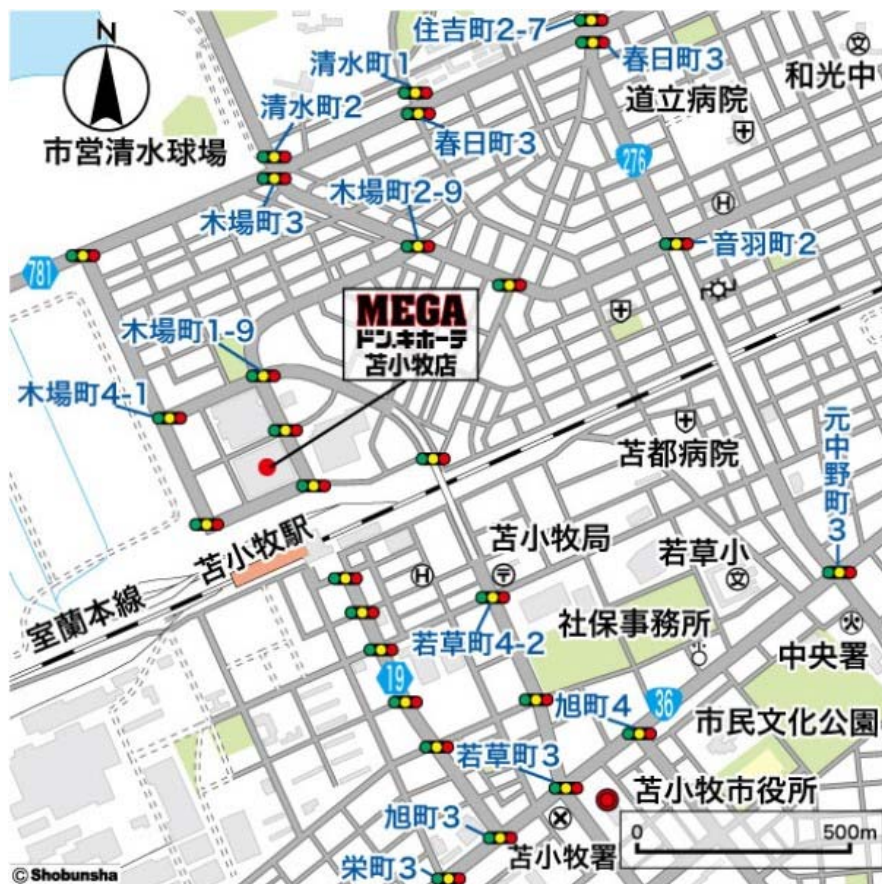 住吉町2-7
N
清水町1
春日町3
和光中
道立病院
清水町2
市営清水球場
春日町3
276
木場町3
木場町2-9
H
音羽町2
781
MEGA
ドン.キホーテ
苫小牧店
木場町1-9
木場町4-1
苫都病院
元中野町3
苫小牧駅
苫小牧局
若草小
室蘭本線
H
〒
文
若草町4-2
社保事務所
中央署
19
旭町4
36
市民文化公園
若草町3
苫小牧市役所
旭町3
0 500m
苫小牧署
栄町3
© Shobunsha